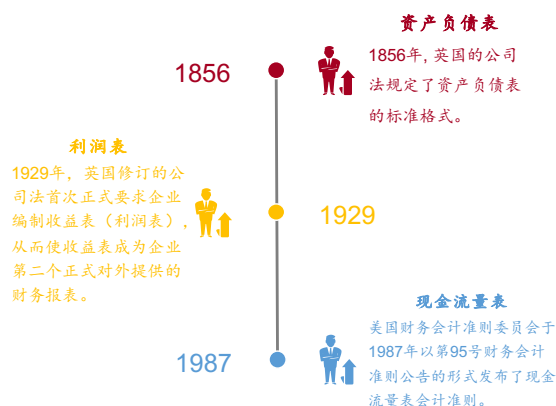 资产负债表
1856
1856年,英国的公司
法规定了资产负债表
的标准格式。
利润表
1929年，英国修订的公
司法首次正式要求企业
编制收益表（利润表），
从而使收益表成为企业
第二个正式对外提供的
财务报表。
1929
现金流量表
1987
美国财务会计准则委员会于
1987年以第95号财务会计
准则公告的形式发布了现金
流量表会计准则。